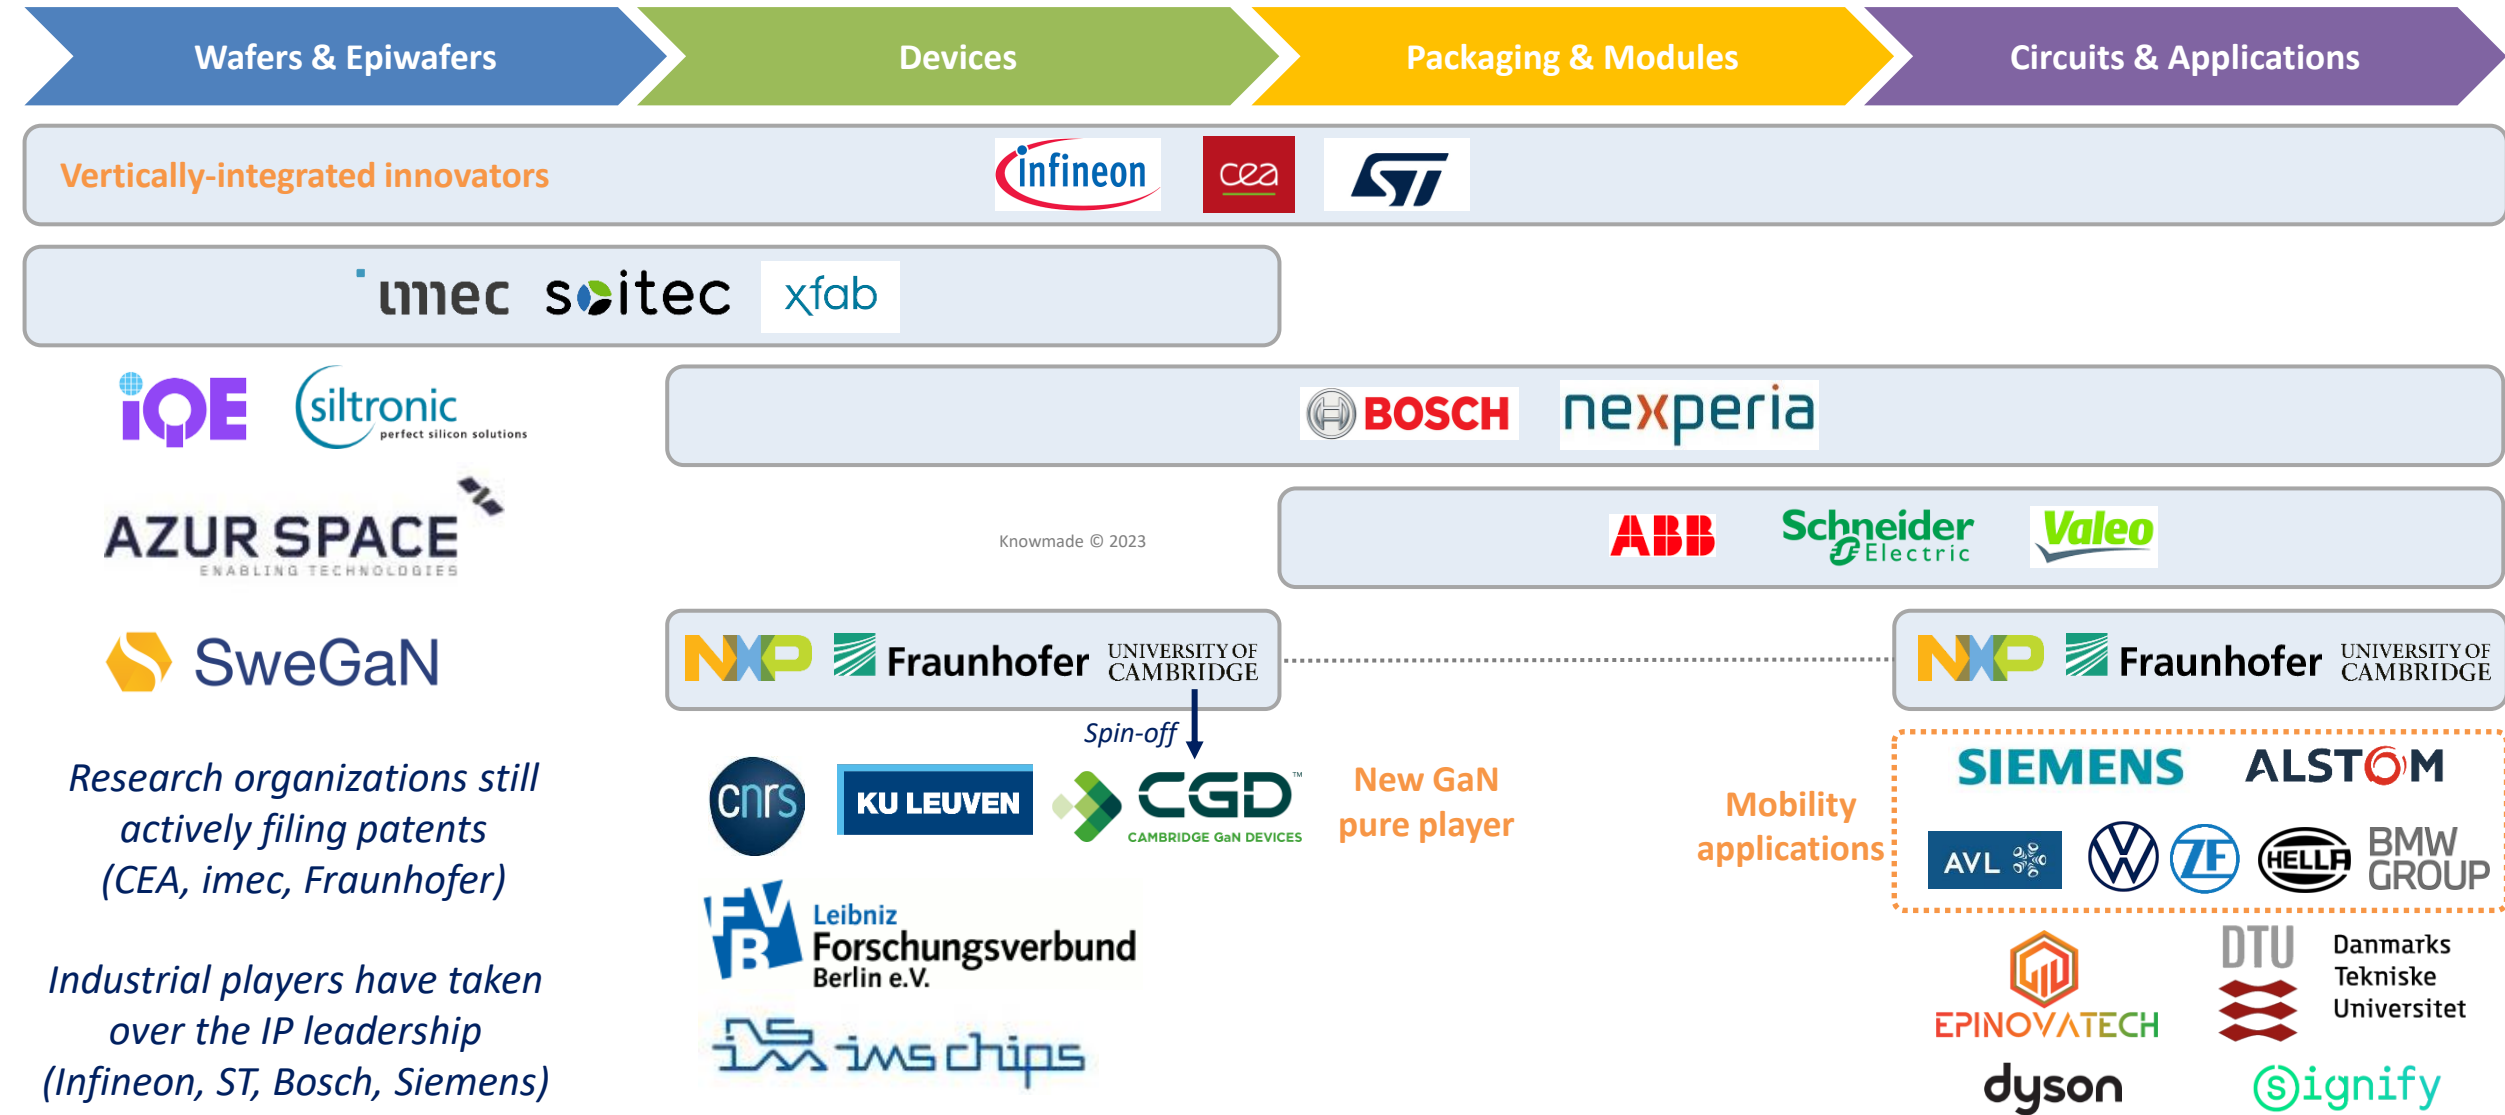 Wafers & Epiwafers
Devices
Packaging & Modules
Circuits & Applications
Vertically-integrated innovators
infineon
cea
ST
imec
soitec
xfab
iQE
siltronic
perfect silicon solutions
BOSCH
nexperia
AZUR SPACE
ENABLING TECHNOLOGIES
Knowmade © 2023
ABB
Schneider
Electric
Valeo
SweGaN
NXP
Fraunhofer
UNIVERSITY OF
CAMBRIDGE
NXP
Fraunhofer
UNIVERSITY OF
CAMBRIDGE
Spin-off
Research organizations still
actively filing patents
(CEA, imec, Fraunhofer)
cnrs
KU LEUVEN
CGD™
CAMBRIDGE GaN DEVICES
New GaN
pure player
Mobility
applications
SIEMENS
ALSTOM
AVL
VW
ZF
HELLA
BMW
GROUP
FVB
Leibniz
Forschungsverbund
Berlin e.V.
Industrial players have taken
over the IP leadership
(Infineon, ST, Bosch, Siemens)
ims chips
EPINOVATECH
DTU
Danmarks
Tekniske
Universitet
dyson
Signify